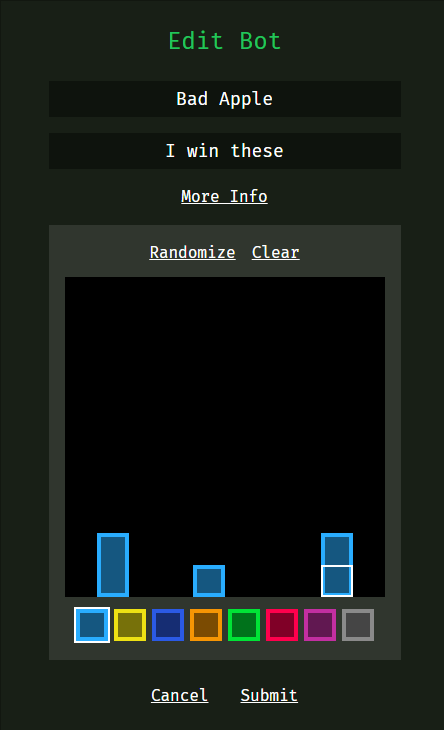 Edit Bot
Bad Apple
I win these
More Info
Randomize Clear
Cancel Submit